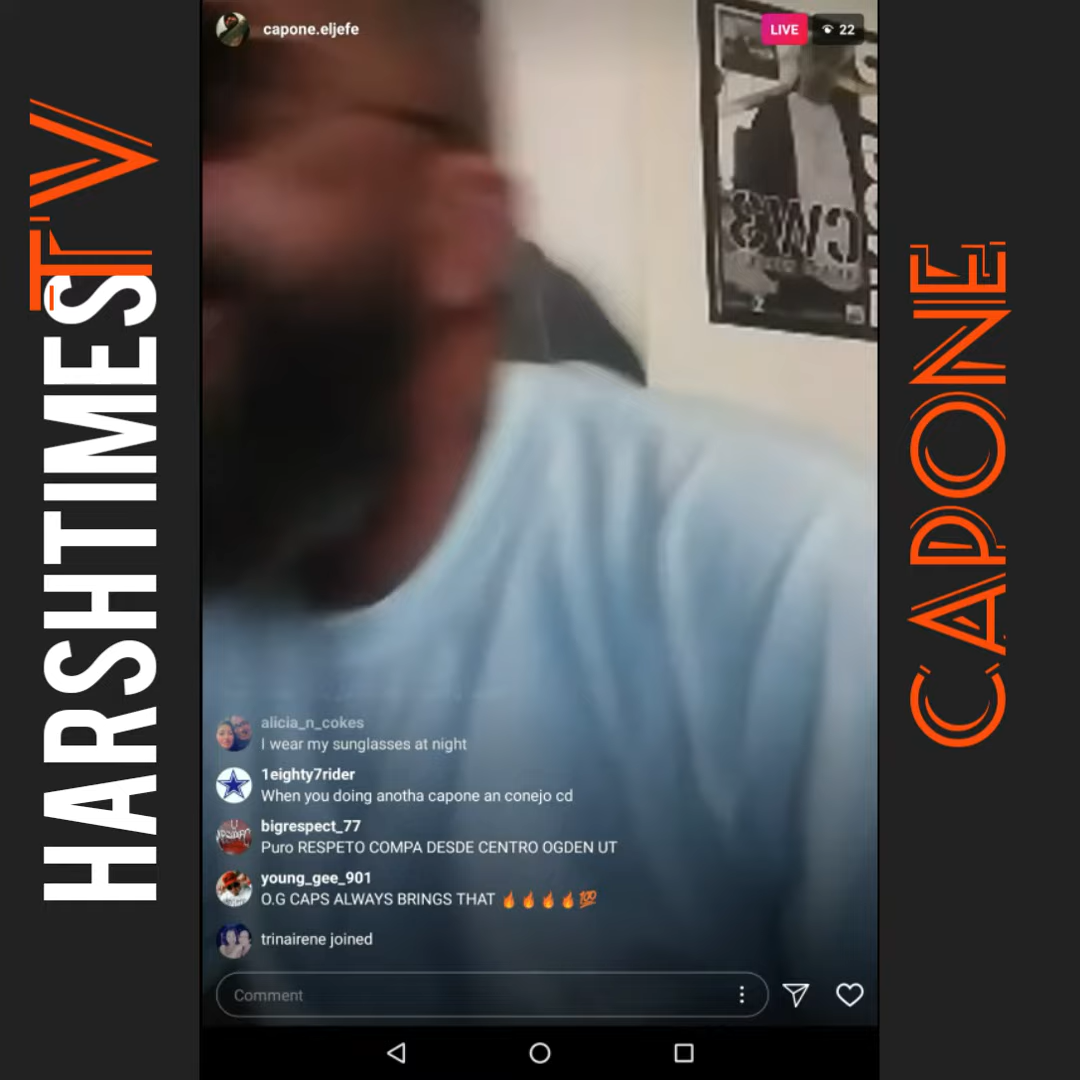 capone.eljefe
LIVE
22
HARSHTIMES TV
CAPONE
alicia_n_cokes
I wear my sunglasses at night
1eighty7rider
When you doing anotha capone an conejo cd
bigrespect_77
Puro RESPETO COMPA DESDE CENTRO OGDEN UT
young_gee_901
O.G CAPS ALWAYS BRINGS THAT 🔥🔥🔥🔥💯
trinairene joined
Comment